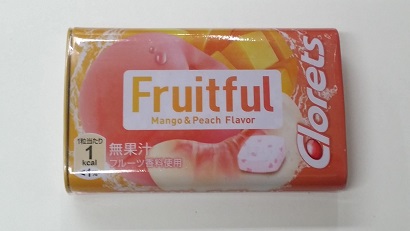 Fruitful
Mango & Peach Flavor
Clorets
1粒当たり
1
kcal
無果汁
フルーツ香料使用